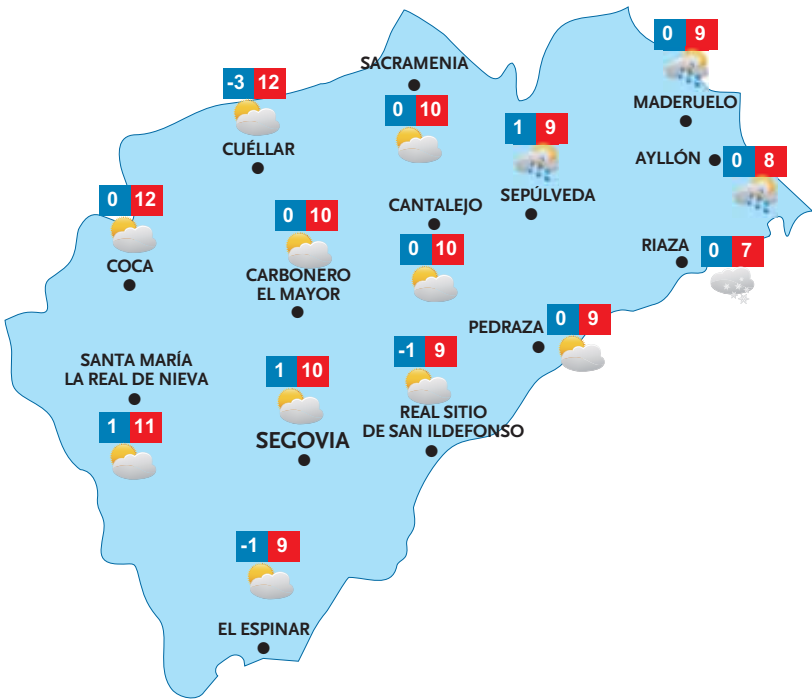 0 9
MADERUELO
SACRAMENIA
0 10
-3 12
CUÉLLAR
1 9
SEPÚLVEDA
AYLLÓN
0 8
0 12
COCA
0 10
CARBONERO
EL MAYOR
CANTALEJO
0 10
RIAZA
0 7
PEDRAZA
0 9
SANTA MARÍA
LA REAL DE NIEVA
1 11
1 10
SEGOVIA
-1 9
REAL SITIO
DE SAN ILDEFONSO
-1 9
EL ESPINAR